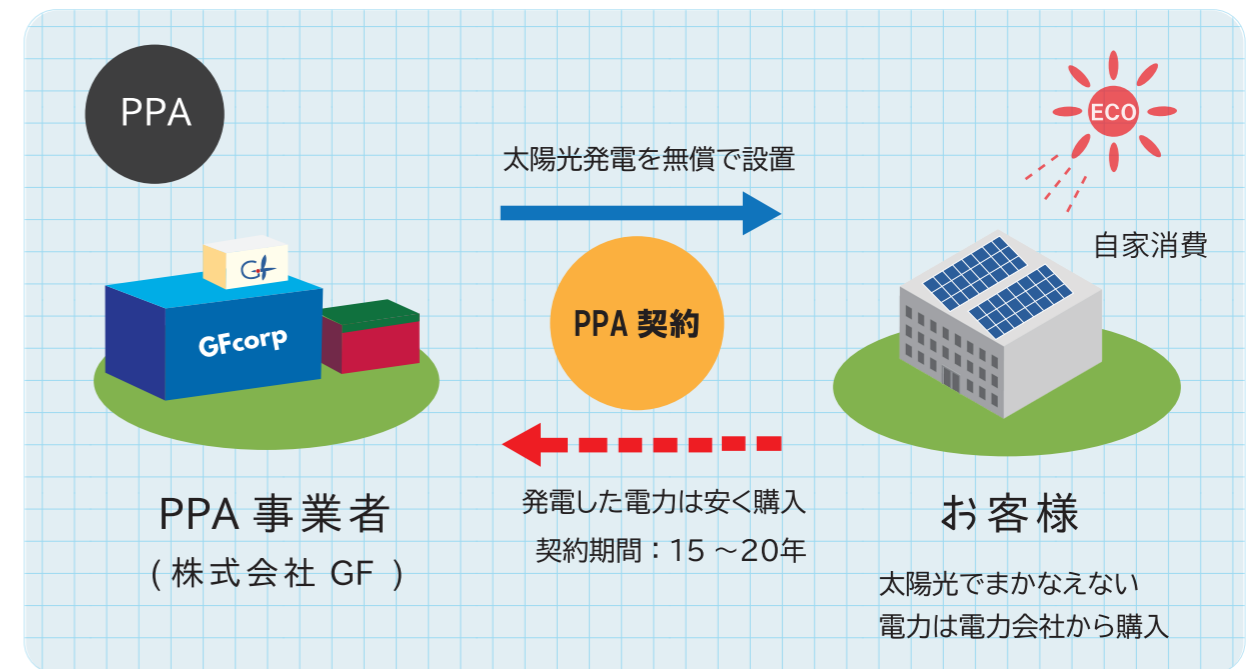 PPA
太陽光発電を無償で設置
ECO
自家消費
GF
GFcorp
PPA 契約
発電した電力は安く購入
契約期間：15 ～20年
PPA 事業者
( 株式会社 GF )
お客様
太陽光でまかなえない
電力は電力会社から購入